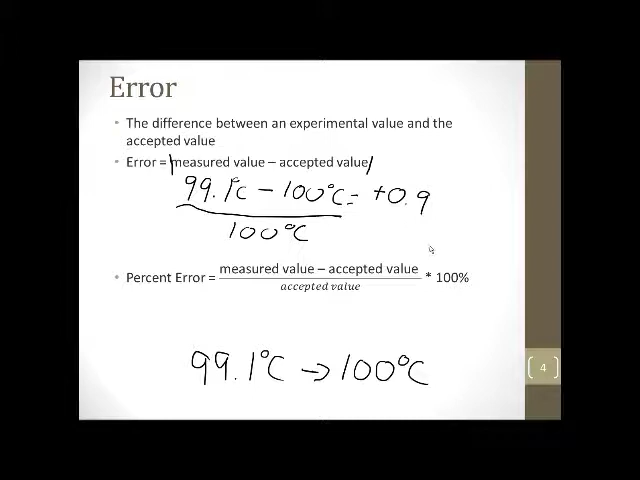 Error
• The difference between an experimental value and the
accepted value
• Error = |measured value – accepted value|
99.1°C – 100°C = +0.9
100°C
• Percent Error = measured value – accepted value / accepted value * 100%
99.1°C → 100°C
4